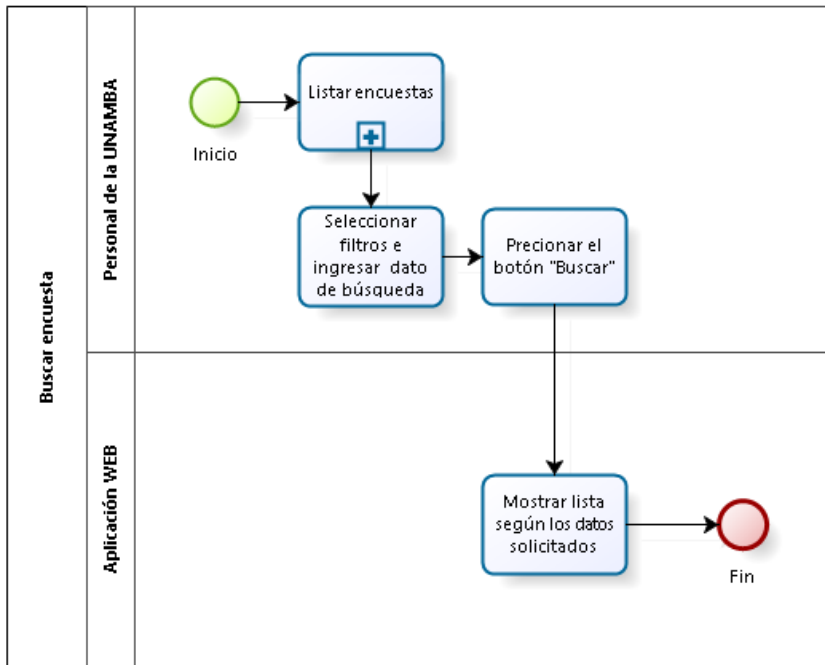 Buscar encuesta
Personal de la UNAMBA
Inicio
Listar encuestas
Seleccionar
filtros e
ingresar dato
de búsqueda
Precionar el
botón "Buscar"
Aplicación WEB
Mostrar lista
según los datos
solicitados
Fin